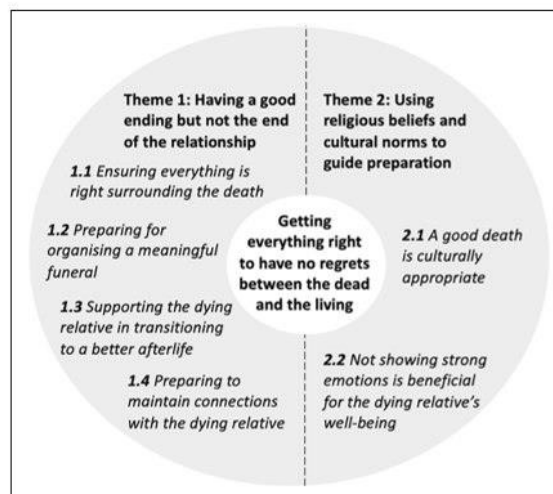 Theme 1: Having a good
ending but not the end
of the relationship
1.1 Ensuring everything is
right surrounding the death
1.2 Preparing for
organising a meaningful
funeral
1.3 Supporting the dying
relative in transitioning
to a better afterlife
1.4 Preparing to
maintain connections
with the dying relative
Getting
everything right
to have no regrets
between the dead
and the living
Theme 2: Using
religious beliefs and
cultural norms to
guide preparation
2.1 A good death
is culturally
appropriate
2.2 Not showing strong
emotions is beneficial
for the dying relative's
well-being